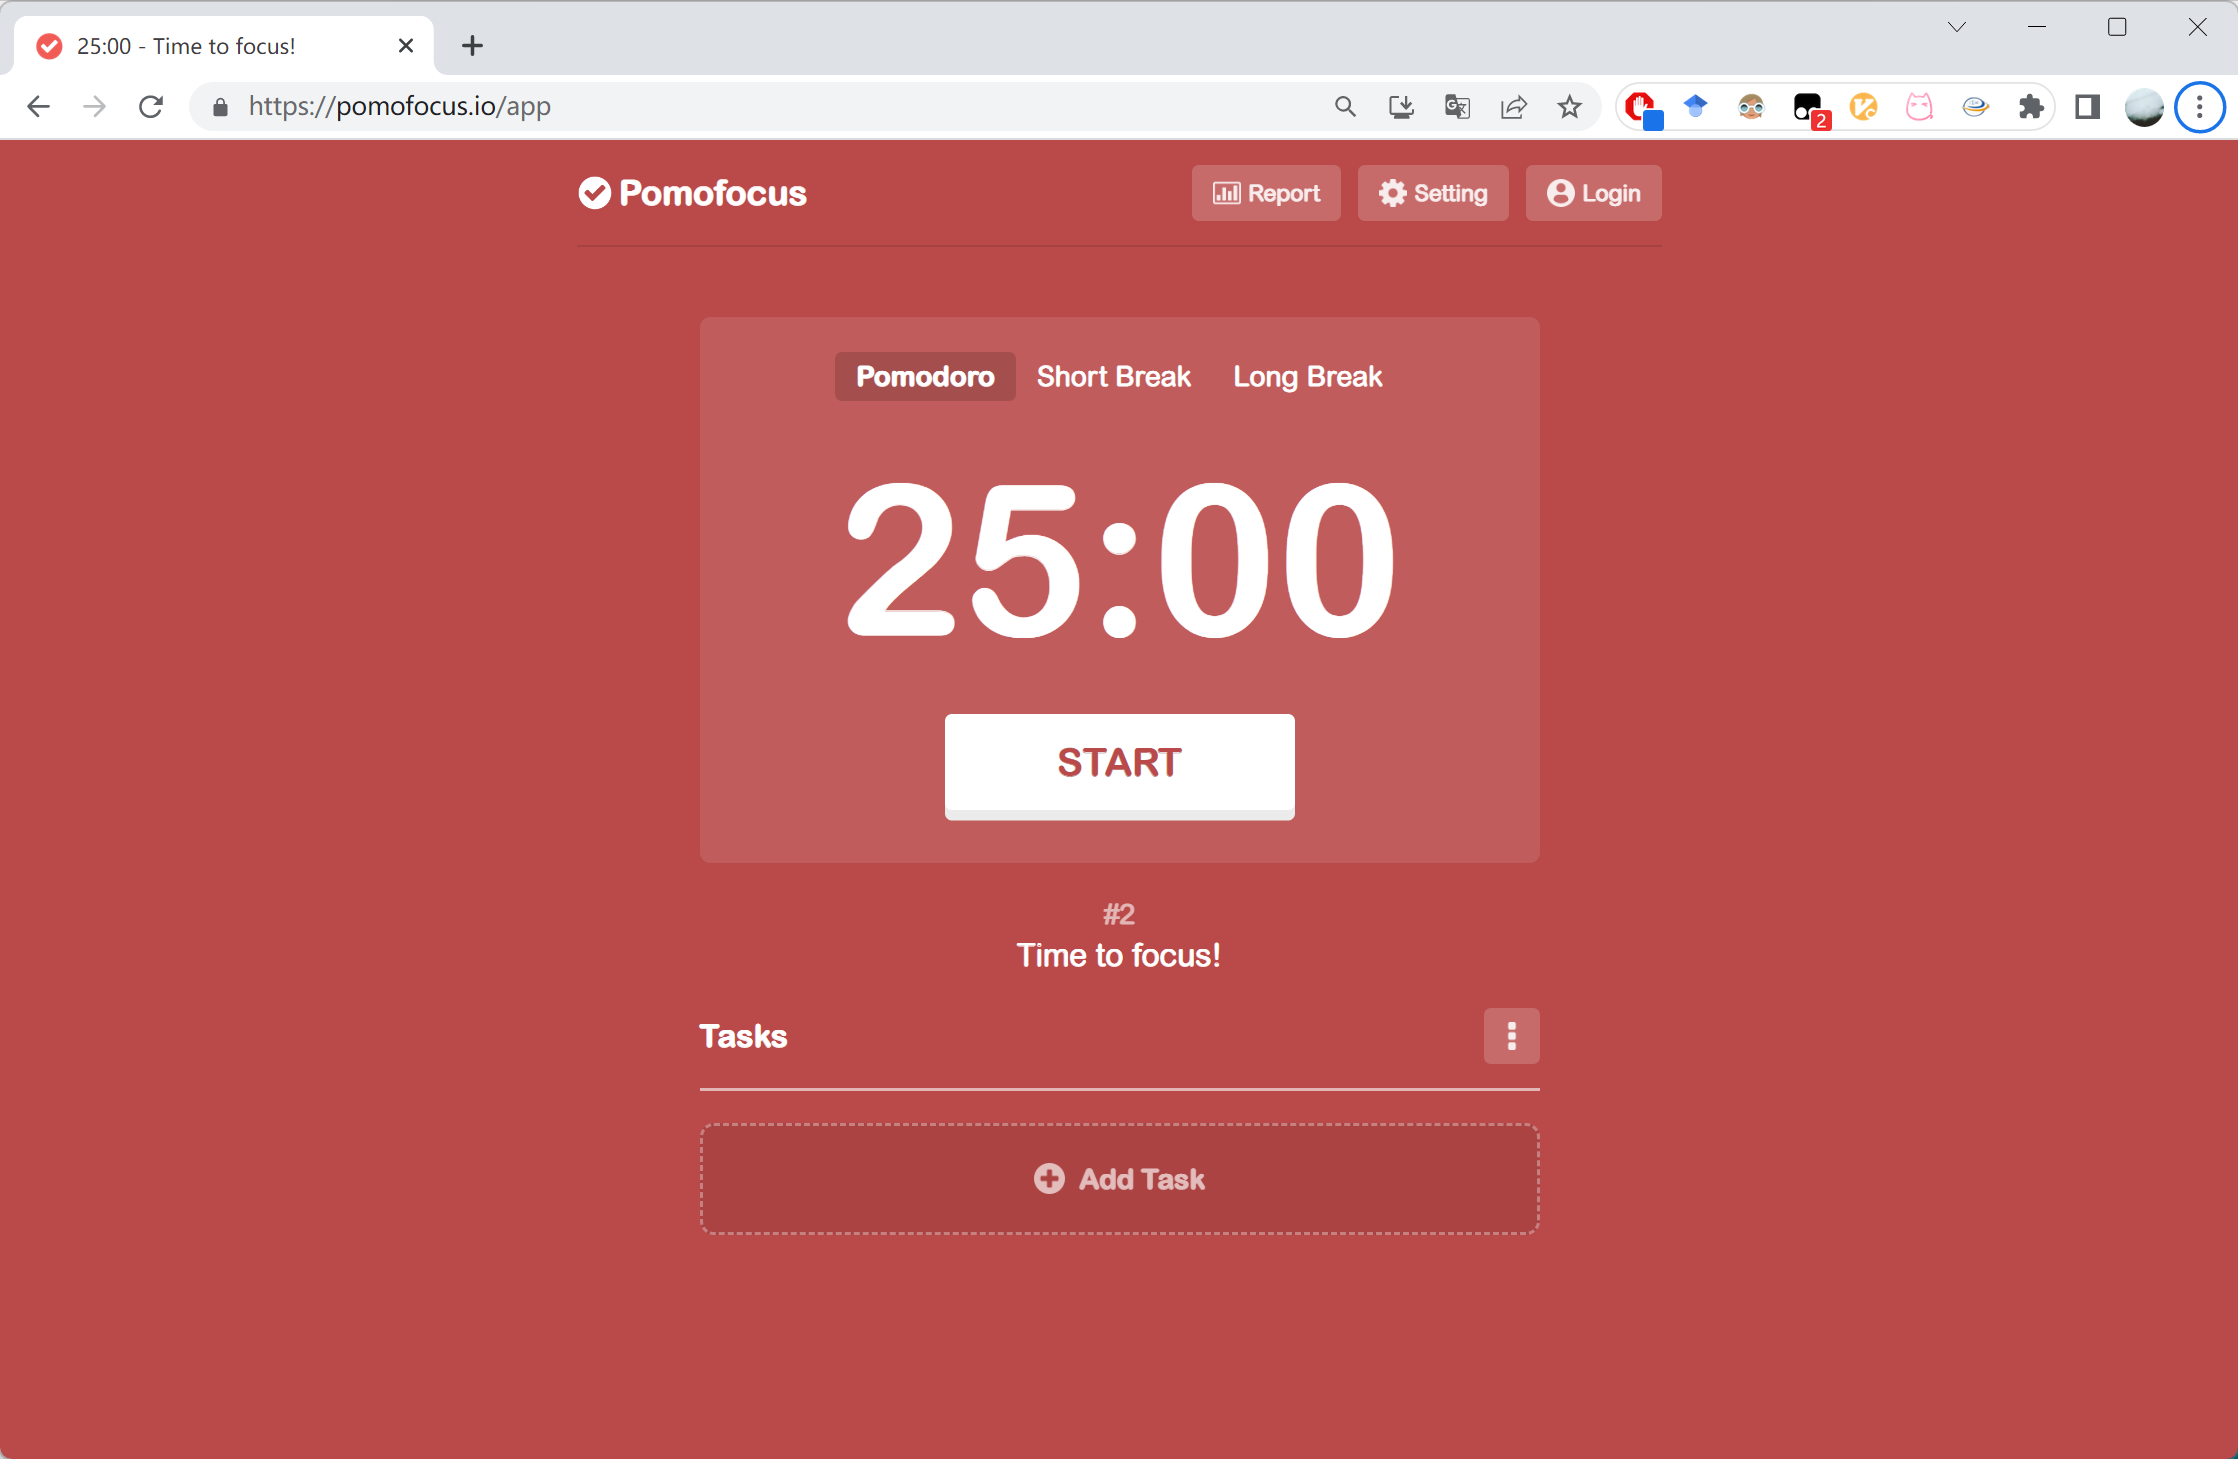 25:00 - Time to focus!
https://pomofocus.io/app
2
Pomofocus
Report
Setting
Login
Pomodoro
Short Break
Long Break
25:00
START
#2
Time to focus!
Tasks
Add Task